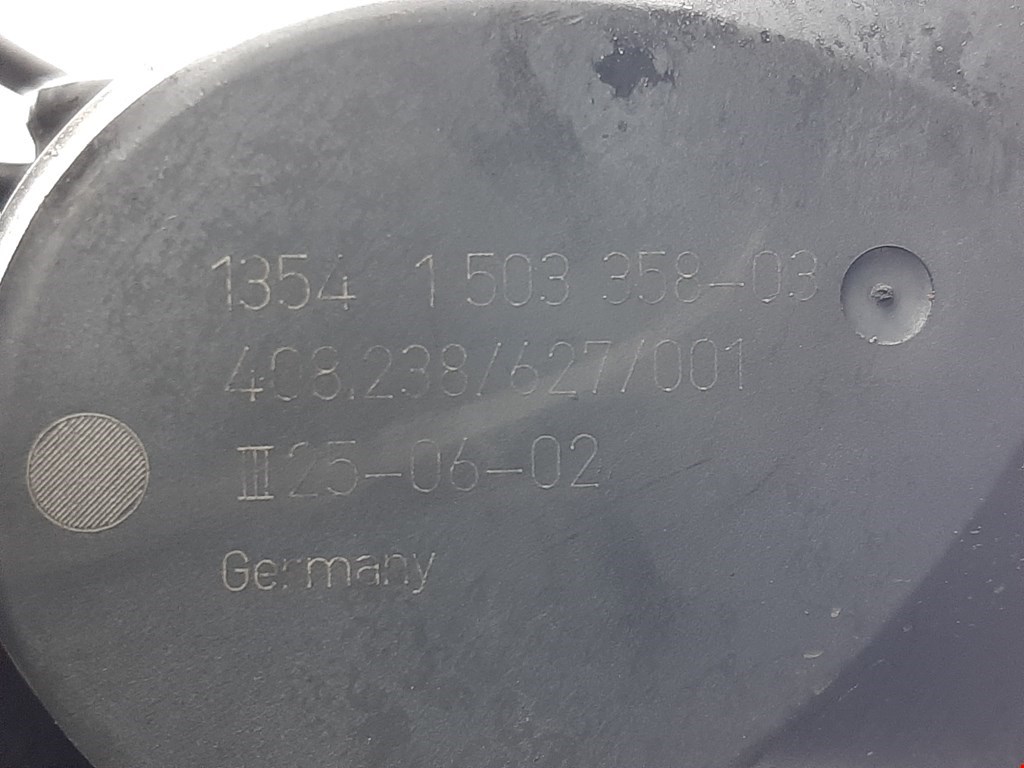 1354 1 503 358-03
408.238/627/001
III 25-06-02
Germany